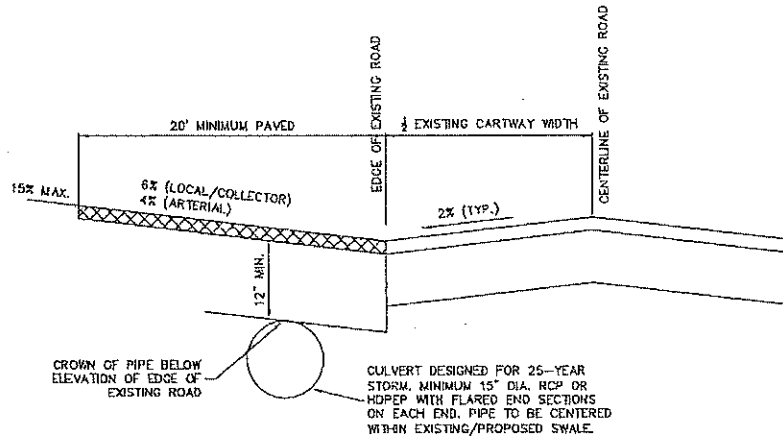 EDGE OF EXISTING ROAD
CENTERLINE OF EXISTING ROAD
20' MINIMUM PAVED
½ EXISTING CARTWAY WIDTH
15% MAX.
6% (LOCAL/COLLECTOR)
4% (ARTERIAL)
2% (TYP.)
12" MIN.
CROWN OF PIPE BELOW
ELEVATION OF EDGE OF
EXISTING ROAD
CULVERT DESIGNED FOR 25-YEAR
STORM. MINIMUM 15" DIA. RCP OR
HDPEP WITH FLARED END SECTIONS
ON EACH END. PIPE TO BE CENTERED
WITHIN EXISTING/PROPOSED SWALE.